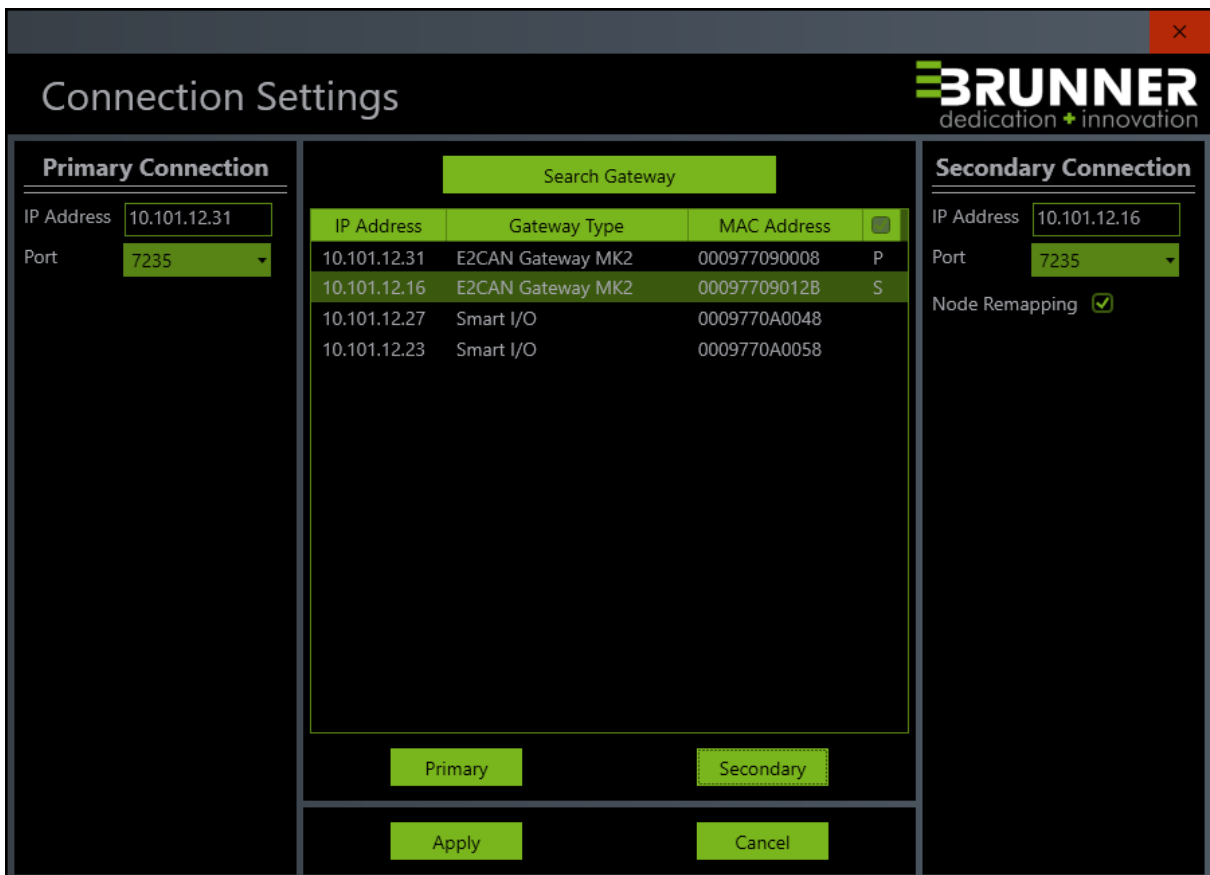 ×
Connection Settings
BRUNNER
dedication + innovation
Primary Connection
IP Address 10.101.12.31
Port 7235
Search Gateway
IP Address Gateway Type MAC Address
10.101.12.31 E2CAN Gateway MK2 000977090008 P
10.101.12.16 E2CAN Gateway MK2 00097709012B S
10.101.12.27 Smart I/O 0009770A0048
10.101.12.23 Smart I/O 0009770A0058
Primary Secondary
Apply Cancel
Secondary Connection
IP Address 10.101.12.16
Port 7235
Node Remapping